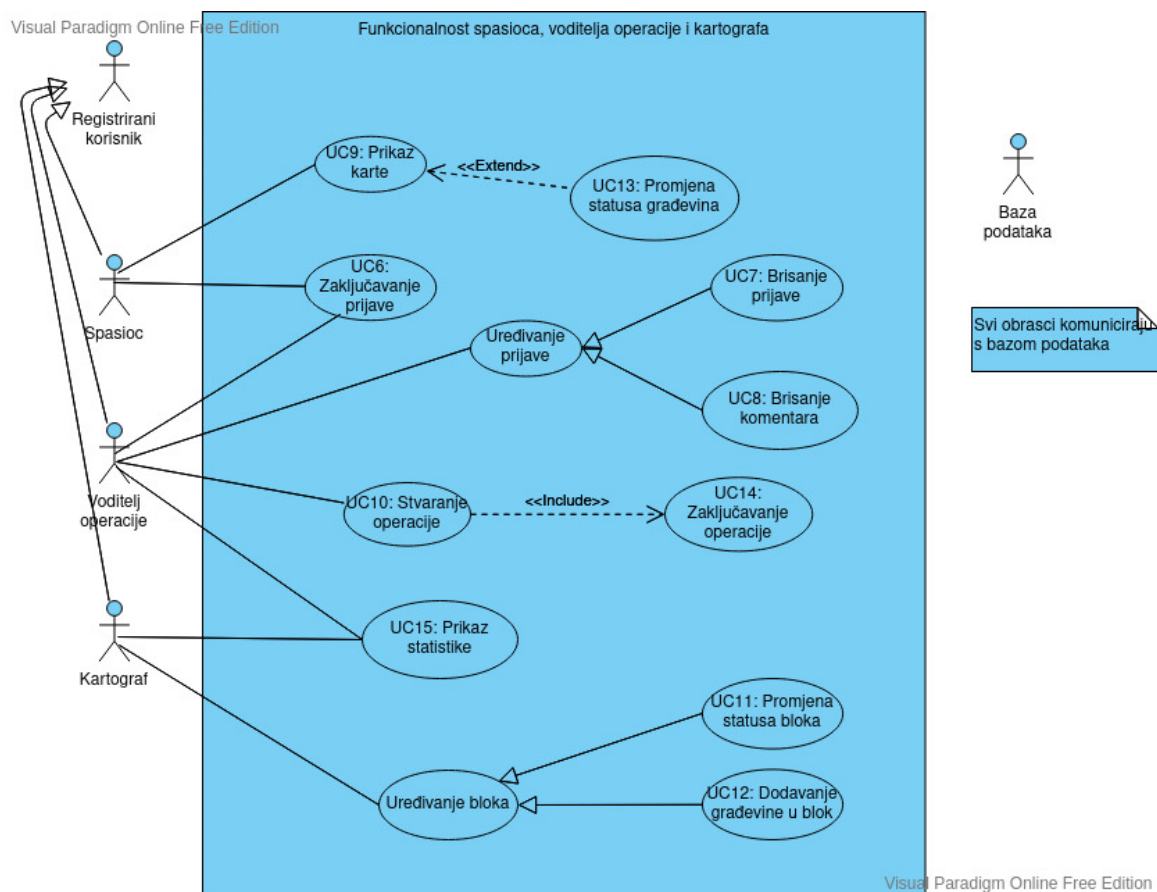 Visual Paradigm Online Free Edition
Funkcionalnost spasioca, voditelja operacije i kartografa
Registrirani
korisnik
UC9: Prikaz
karte
<<Extend>>
UC13: Promjena
statusa građevina
Baza
podataka
Spasioc
UC6:
Zaključavanje
prijave
UC7: Brisanje
prijave
Svi obrasci komuniciraju
s bazom podataka
Uređivanje
prijave
UC8: Brisanje
komentara
Voditelj
operacije
UC10: Stvaranje
operacije
<<Include>>
UC14:
Zaključavanje
operacije
UC15: Prikaz
statistike
Kartograf
UC11: Promjena
statusa bloka
Uređivanje bloka
UC12: Dodavanje
građevine u blok
Visual Paradigm Online Free Edition